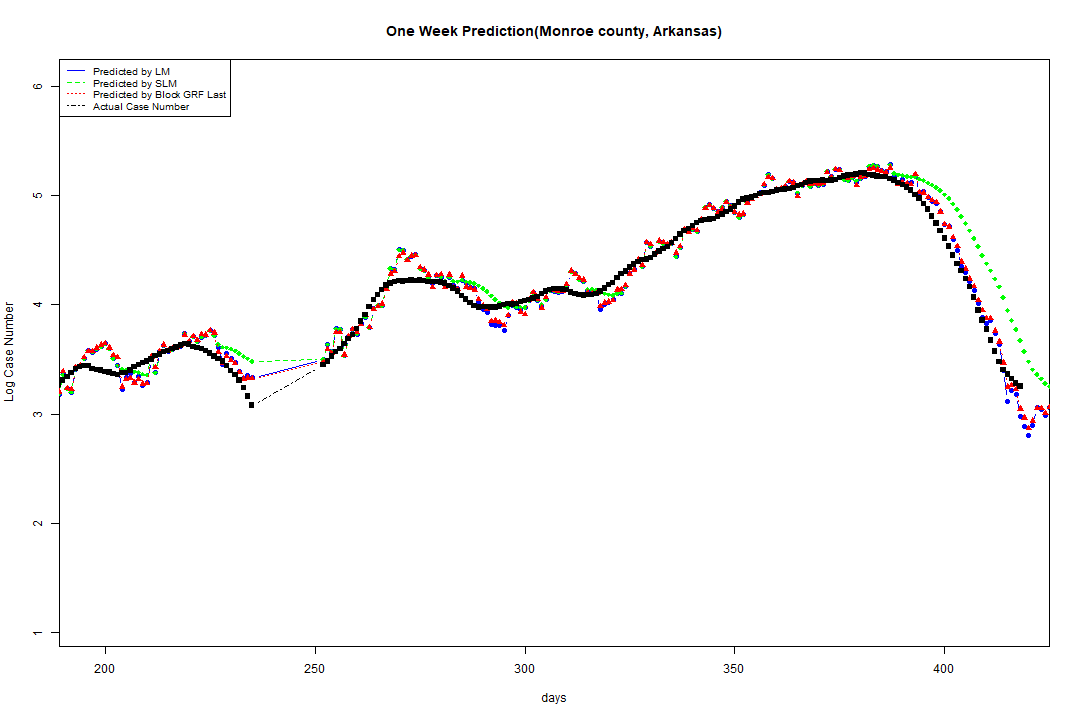 One Week Prediction(Monroe county, Arkansas)
Predicted by LM
Predicted by SLM
Predicted by Block GRF Last
Actual Case Number
Log Case Number
6
5
4
3
2
1
200 250 300 350 400
days